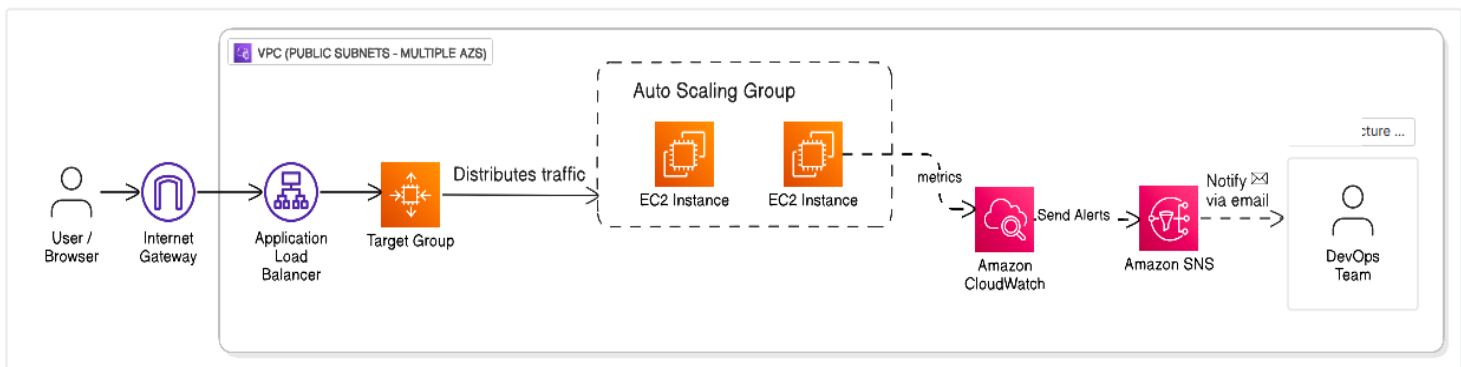 VPC (PUBLIC SUBNETS - MULTIPLE AZS)
Auto Scaling Group
EC2 Instance
EC2 Instance
User /
Browser
Internet
Gateway
Application
Load
Balancer
Target Group
Distributes traffic
metrics
Amazon
CloudWatch
Send Alerts
Amazon SNS
Notify
via email
cture ...
DevOps
Team